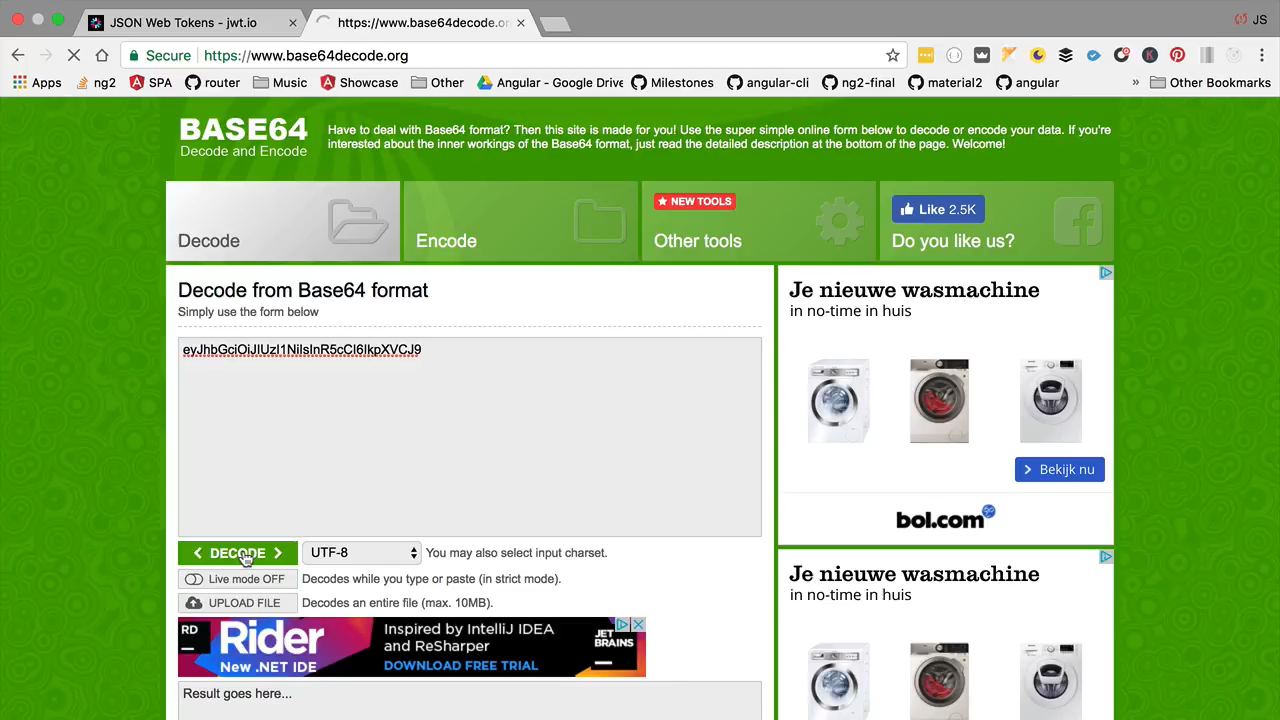 JSON Web Tokens - jwt.io
https://www.base64decode.or
JS
Secure
https://www.base64decode.org
Apps
ng2
SPA
router
Music
Showcase
Other
Angular - Google Drive
Milestones
angular-cli
ng2-final
material2
angular
»
Other Bookmarks
BASE64
Decode and Encode
Have to deal with Base64 format? Then this site is made for you! Use the super simple online form below to decode or encode your data. If you're
interested about the inner workings of the Base64 format, just read the detailed description at the bottom of the page. Welcome!
Decode
Encode
NEW TOOLS
Other tools
Like 2.5K
Do you like us?
Decode from Base64 format
Simply use the form below
eyJhbGciOiJIUzI1NiIsInR5cCI6IkpXVCJ9
< DECODE >
UTF-8
You may also select input charset.
Live mode OFF
Decodes while you type or paste (in strict mode).
UPLOAD FILE
Decodes an entire file (max. 10MB).
RD
Rider
New .NET IDE
Inspired by IntelliJ IDEA
and ReSharper
DOWNLOAD FREE TRIAL
JET
BRAINS
Result goes here...
Je nieuwe wasmachine
in no-time in huis
Bekijk nu
bol.com
Je nieuwe wasmachine
in no-time in huis